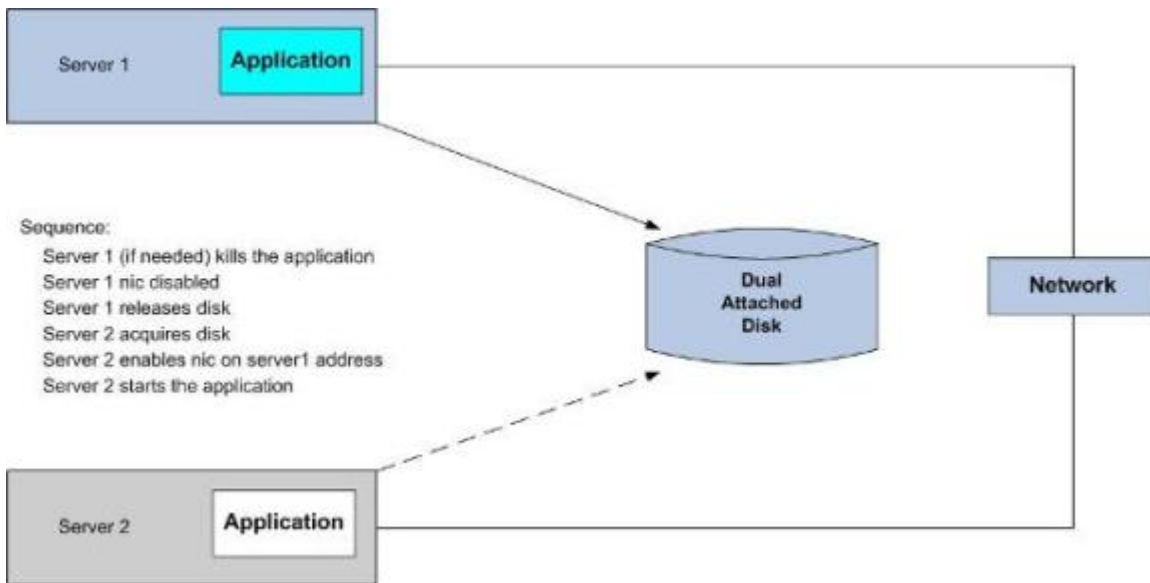 Server 1
Application
Sequence:
Server 1 (if needed) kills the application
Server 1 nic disabled
Server 1 releases disk
Server 2 acquires disk
Server 2 enables nic on server1 address
Server 2 starts the application
Dual
Attached
Disk
Network
Server 2
Application